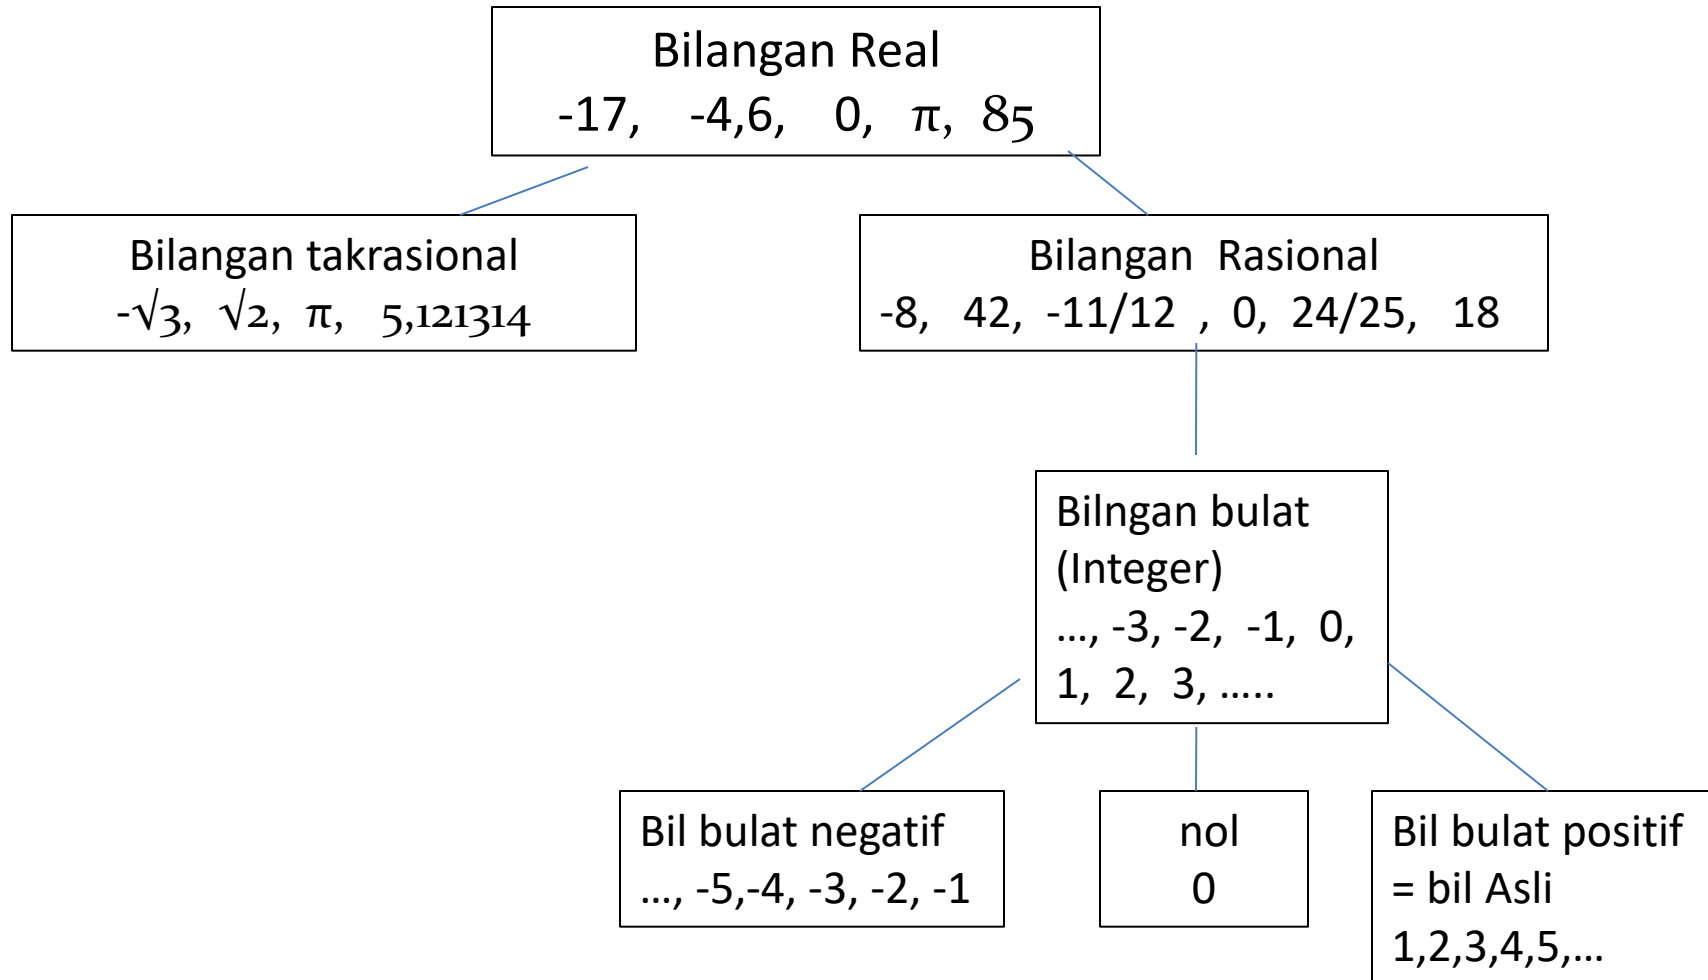 Bilangan Real
-17, -4,6, 0, π, 85
Bilangan takrasional
-√3, √2, π, 5,121314
Bilangan Rasional
-8, 42, -11/12 , 0, 24/25, 18
Bilngan bulat
(Integer)
…, -3, -2, -1, 0,
1, 2, 3, …..
Bil bulat negatif
…, -5,-4, -3, -2, -1
nol
0
Bil bulat positif
= bil Asli
1,2,3,4,5,…